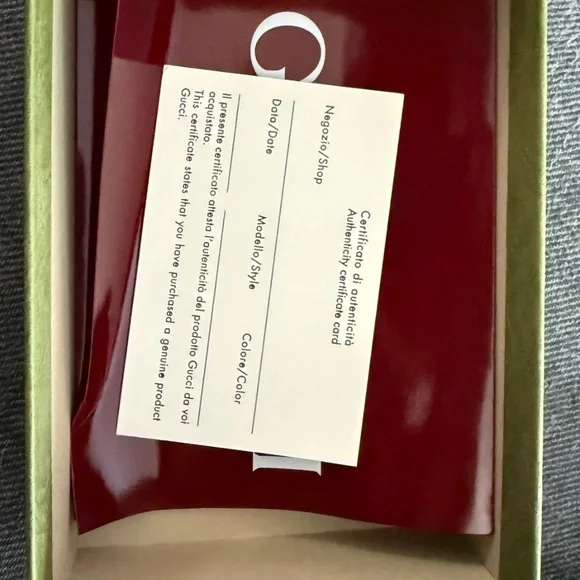 Certificato di autenticità
Authenticity certificate card
Negozio/Shop
Data/Date Modello/Style Colore/Color
Il presente certificato attesta l'autenticità del prodotto Gucci da voi
acquistato.
This certificate states that you have purchased a genuine product
Gucci.